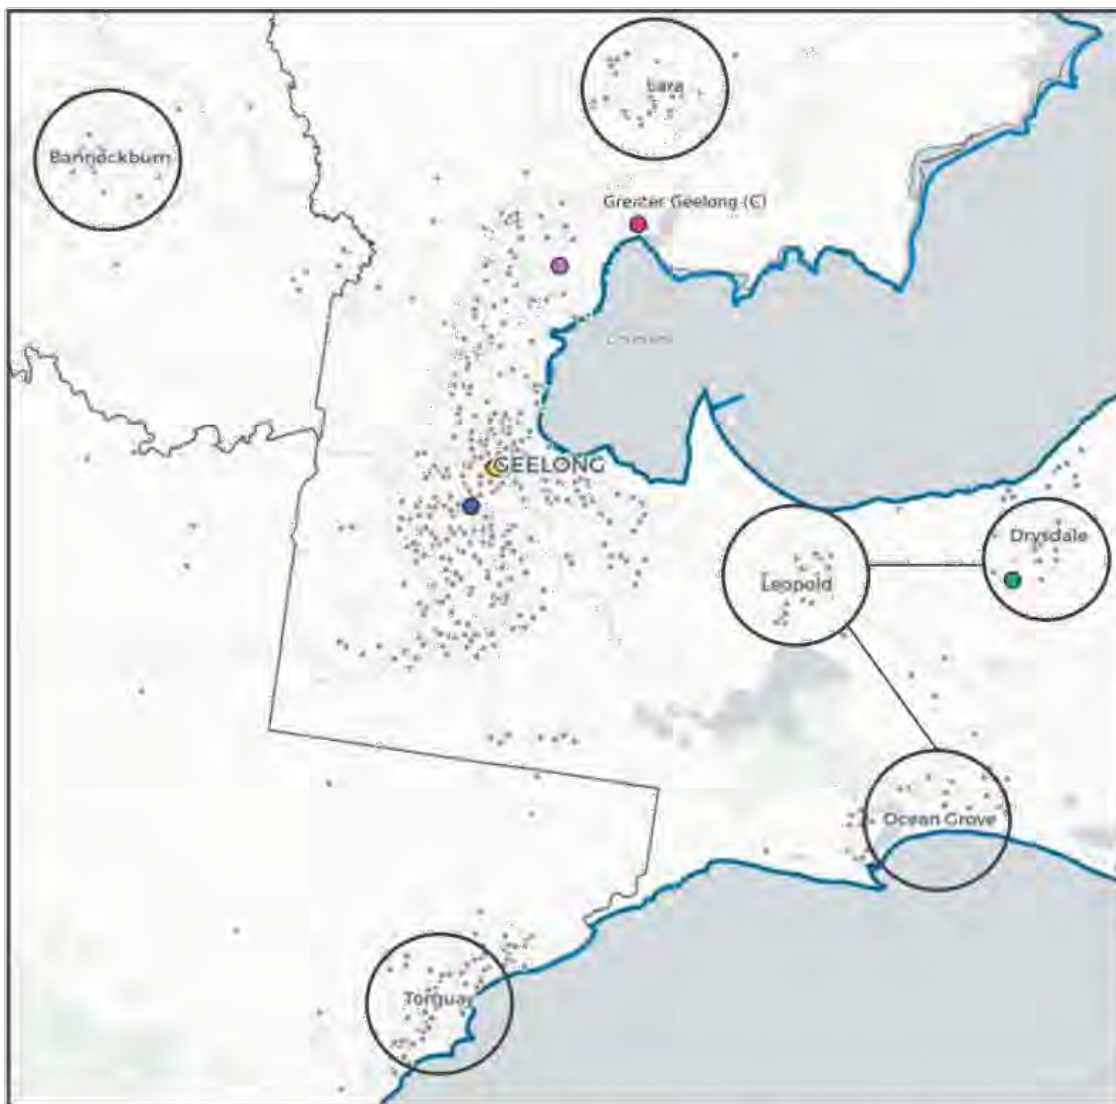 Lara
Bannockburn
Greater Geelong (C)
GEELONG
Drysdale
Leopold
Ocean Grove
Torquay